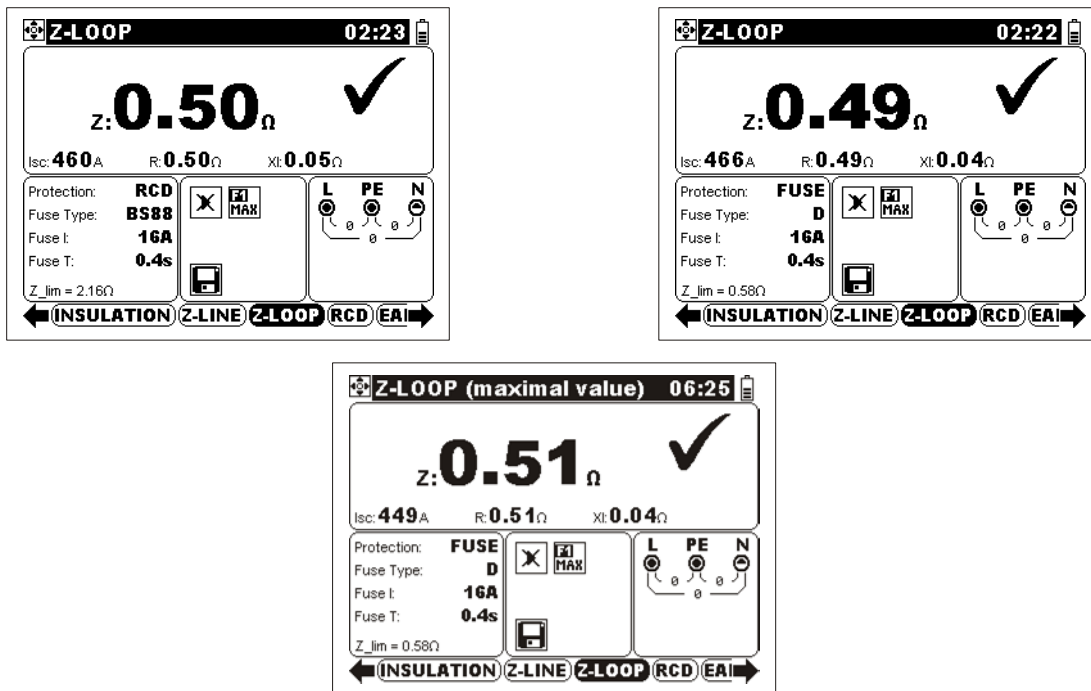 Z-LOOP 02:23
Z: 0.50Ω
Isc: 460A R: 0.50Ω Xl: 0.05Ω
Protection: RCD
Fuse Type: BS88
Fuse I: 16A
Fuse T: 0.4s
Z_lim = 2.16Ω
F1
MAX
L PE N
0 0
0
INSULATION Z-LINE Z-LOOP RCD EAI
Z-LOOP 02:22
Z: 0.49Ω
Isc: 466A R: 0.49Ω Xl: 0.04Ω
Protection: FUSE
Fuse Type: D
Fuse I: 16A
Fuse T: 0.4s
Z_lim = 0.58Ω
F1
MAX
L PE N
0 0
0
INSULATION Z-LINE Z-LOOP RCD EAI
Z-LOOP (maximal value) 06:25
Z: 0.51Ω
Isc: 449A R: 0.51Ω Xl: 0.04Ω
Protection: FUSE
Fuse Type: D
Fuse I: 16A
Fuse T: 0.4s
Z_lim = 0.58Ω
F1
MAX
L PE N
0 0
0
INSULATION Z-LINE Z-LOOP RCD EAI